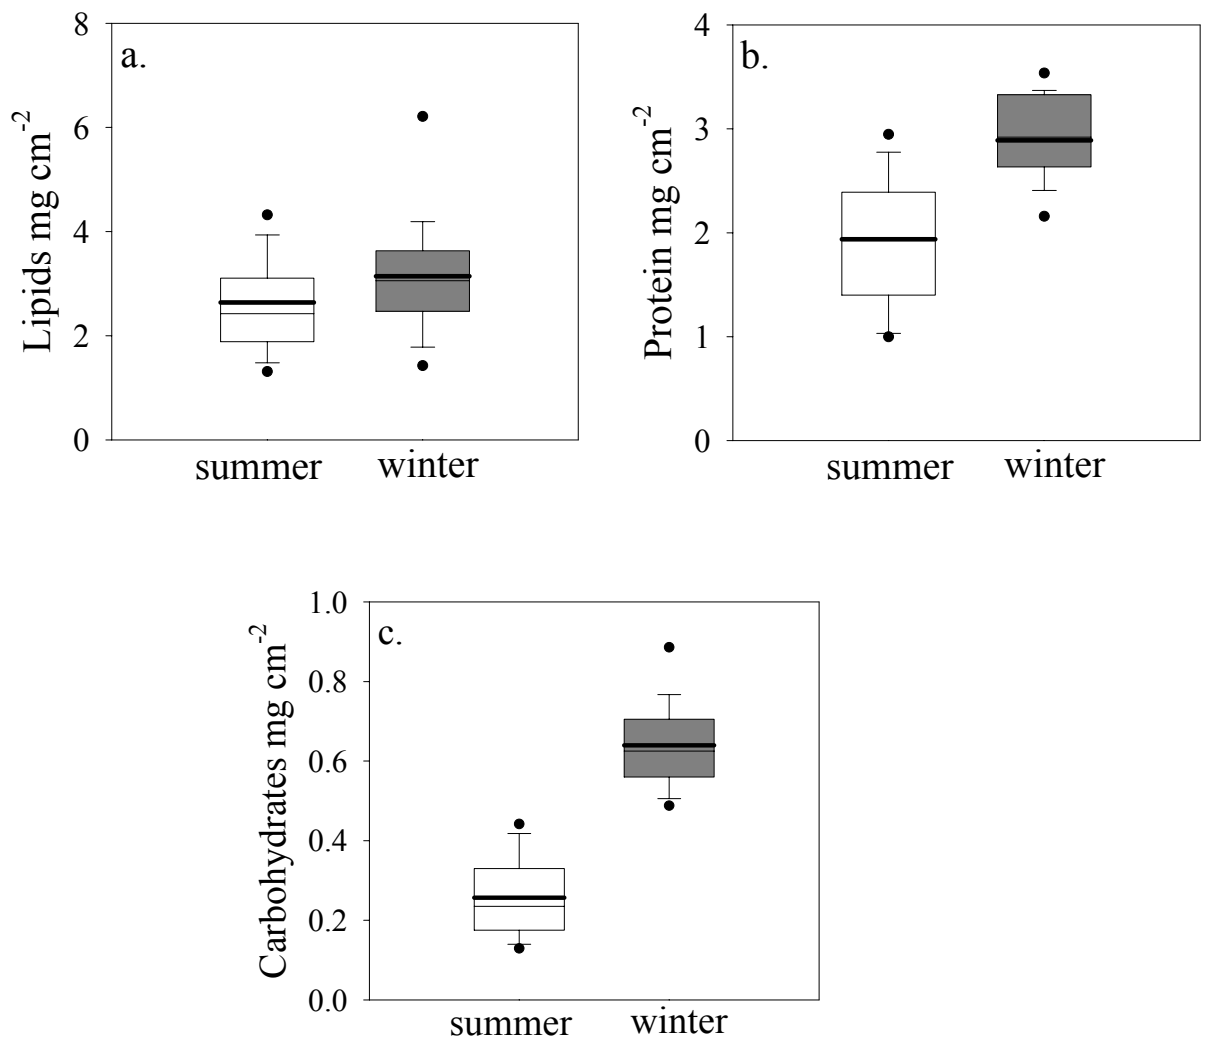 a.
Lipids mg cm-2
8
6
4
2
0
summer winter
b.
Protein mg cm-2
4
3
2
1
0
summer winter
c.
Carbohydrates mg cm-2
1.0
0.8
0.6
0.4
0.2
0.0
summer winter